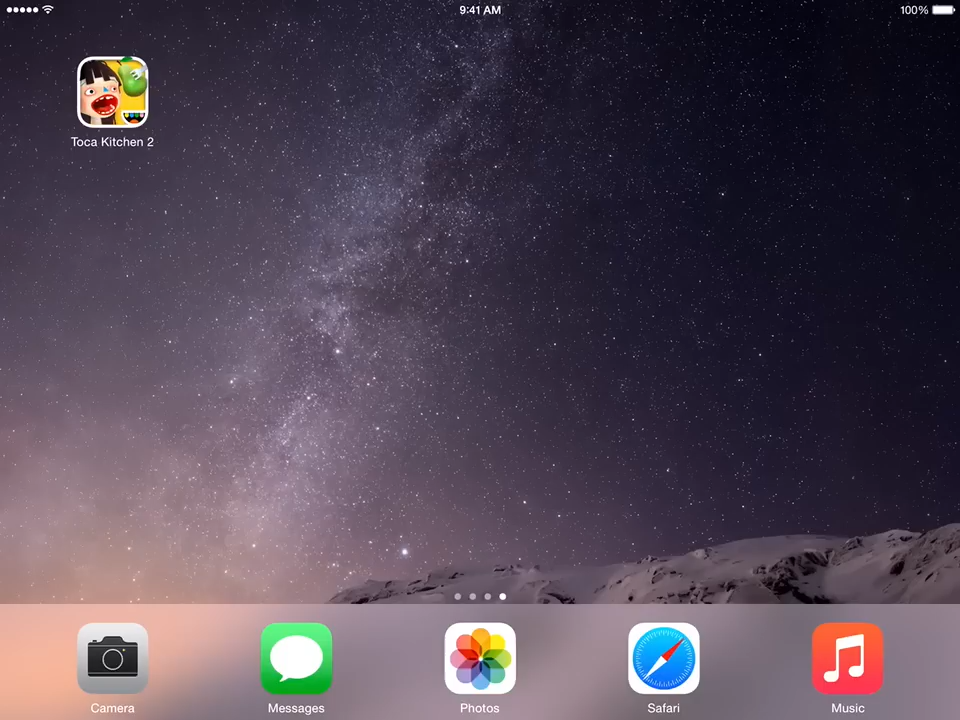 9:41 AM
100%
Toca Kitchen 2
Camera
Messages
Photos
Safari
Music